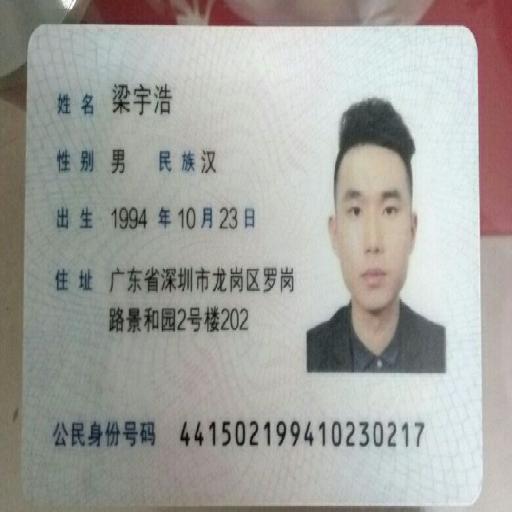 姓名 梁宇浩
性别 男 民族 汉
出生 1994 年 10 月 23 日
住址 广东省深圳市龙岗区罗岗
路景和园2号楼202
公民身份号码 441502199410230217